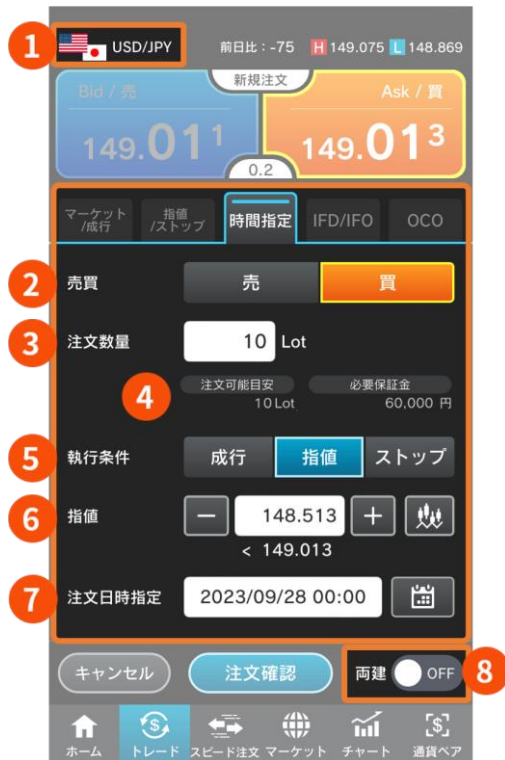 1 USD/JPY 前日比：-75 H 149.075 L 148.869
新規注文
Bid / 売 Ask / 買
149.011 149.013
0.2
マーケット
/成行
指値
/ストップ
時間指定 IFD/IFO OCO
2 売買 売 買
3 注文数量 10 Lot
4 注文可能目安 必要保証金
10 Lot 60,000 円
5 執行条件 成行 指値 ストップ
6 指値 － 148.513 ＋
< 149.013
7 注文日時指定 2023/09/28 00:00
キャンセル 注文確認 両建 OFF 8
ホーム トレード スピード注文 マーケット チャート 通貨ペア